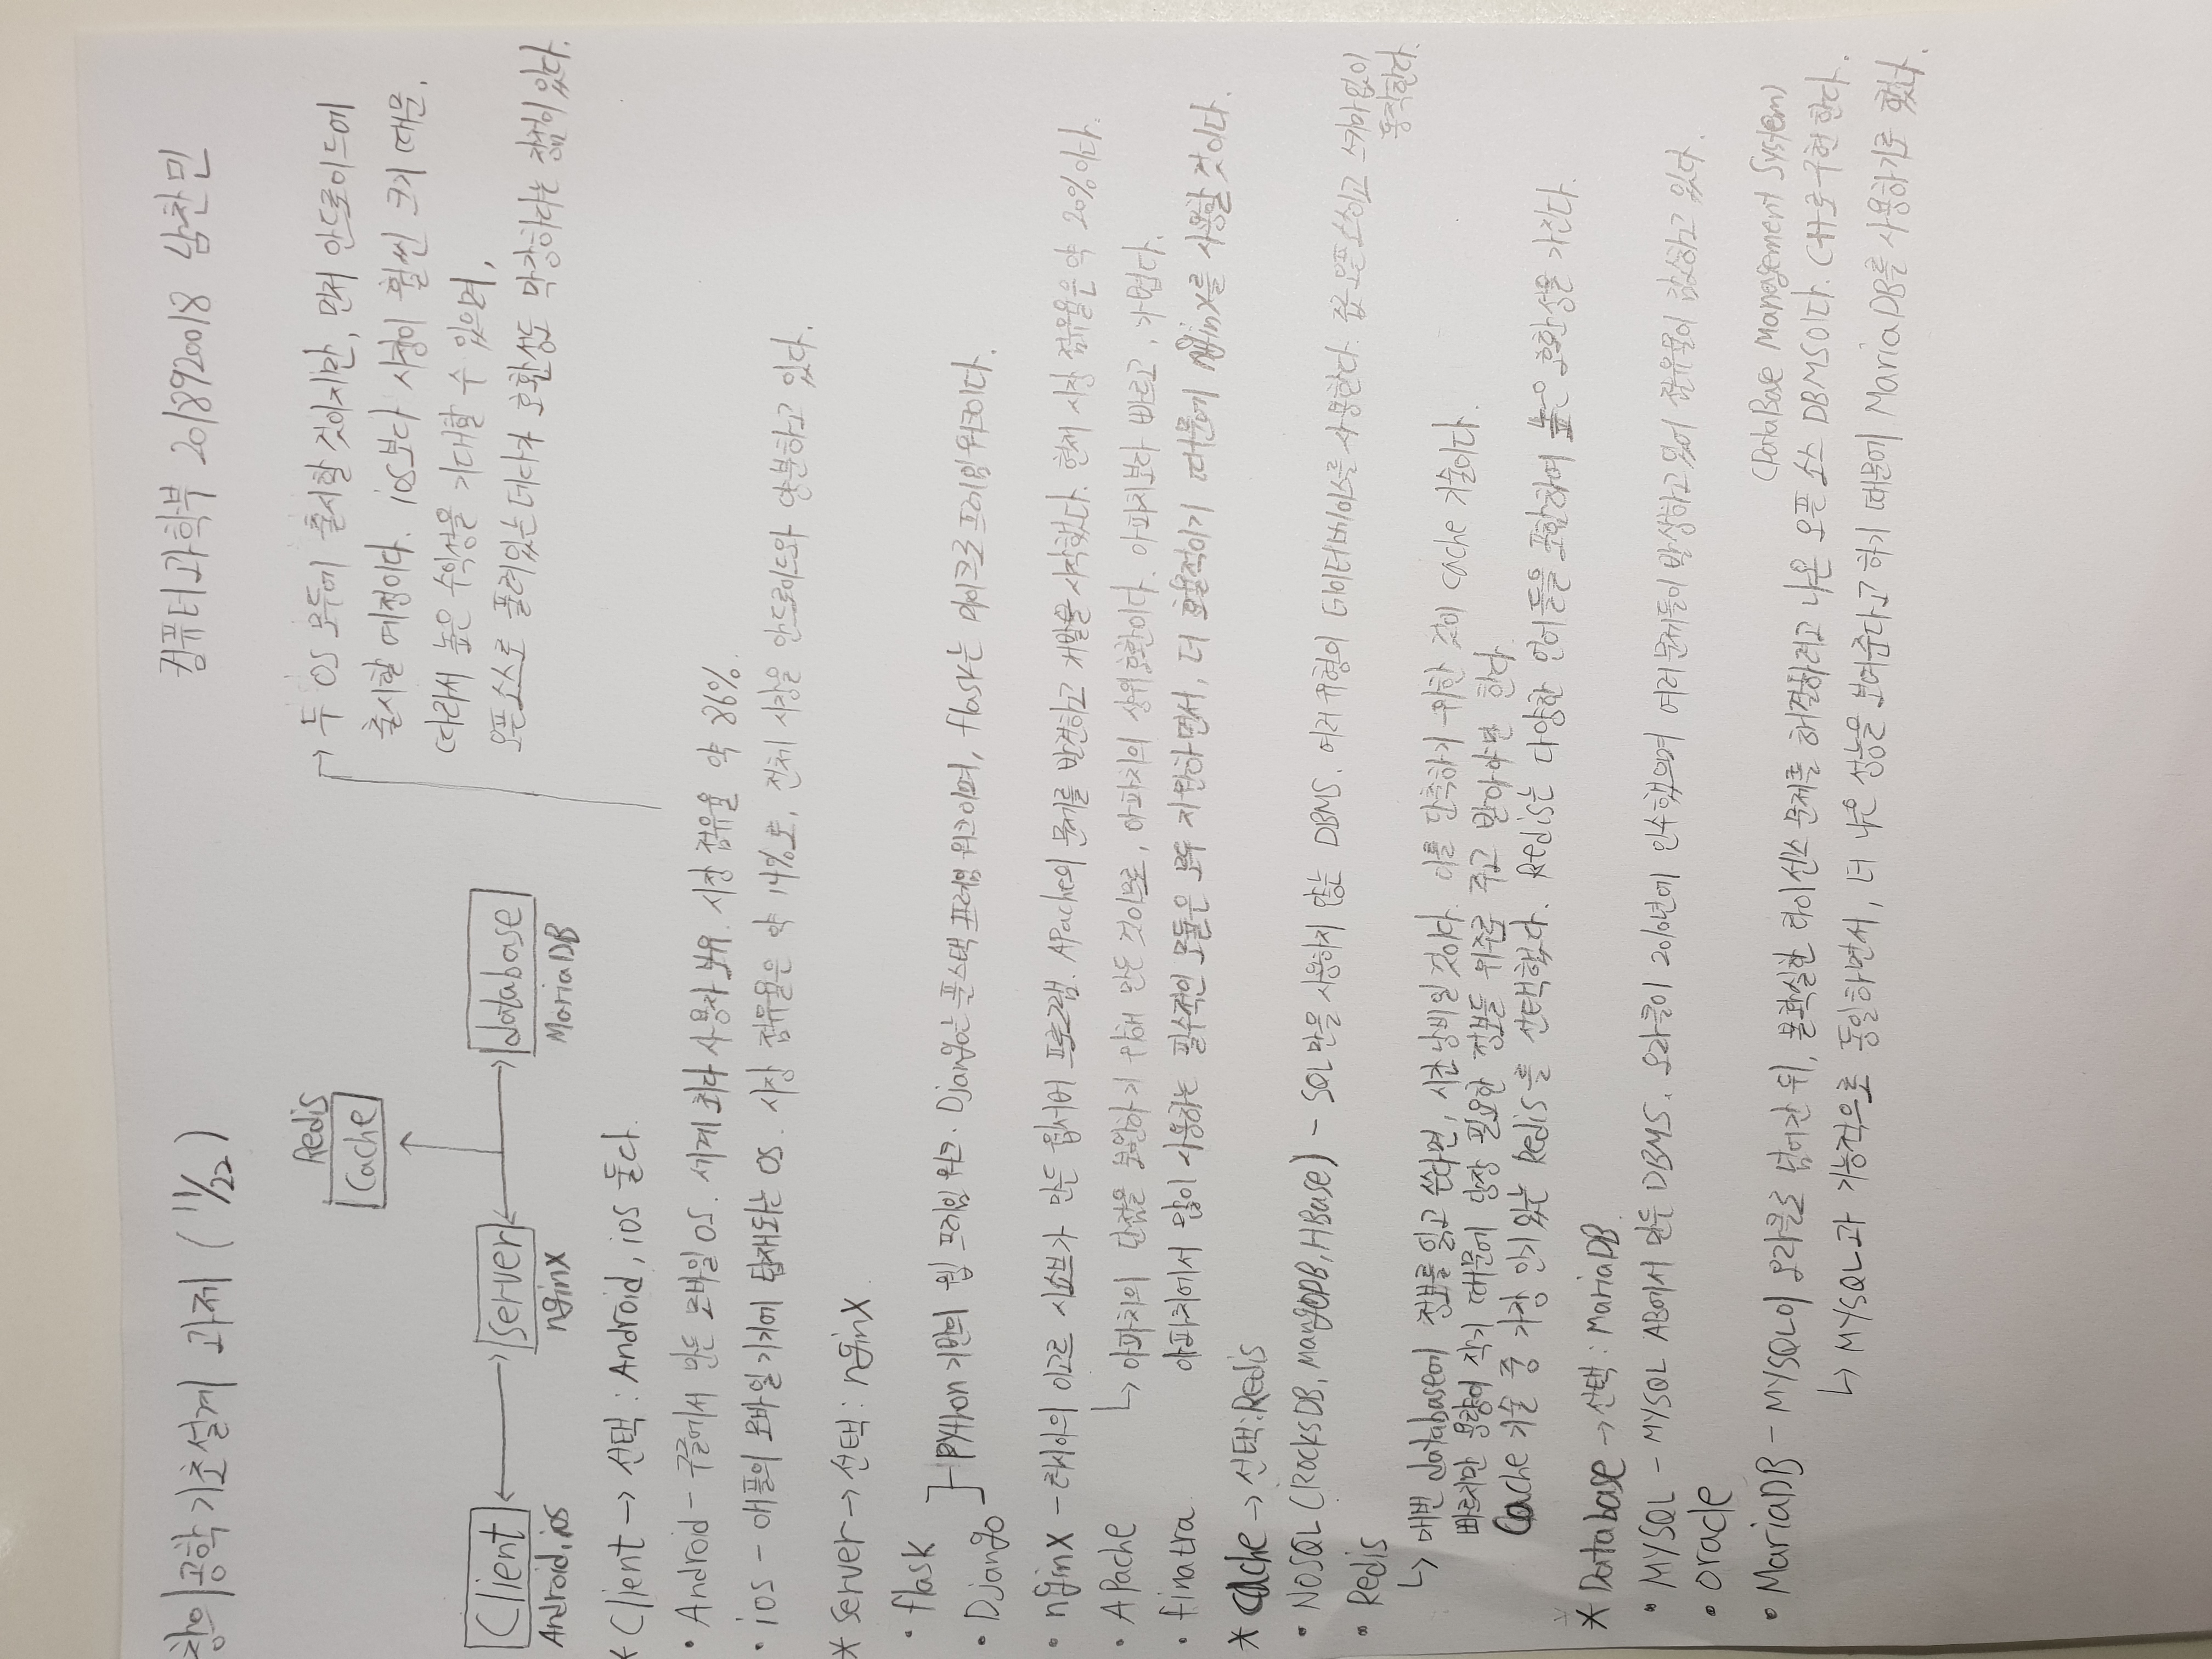 창의공학기초설계 과제 (11/22)
컴퓨터과학부 2018920018 남찬민
Redis
Cache
Client
server
database
Android, ios
nginx
MariaDB
→ 두 OS 모두에 출시할 것이지만, 먼저 안드로이드에
출시할 예정이다. ios보다 시장이 훨씬 크기 때문.
따라서 높은 수익성을 기대할 수 있으며,
오픈소스로 풀려있는데다가 호환성도 막강하다는 장점이 있다.
* Client → 선택 : Android, ios 둘다.
• Android - 구글에서 만든 모바일 OS. 세계 최다 사용자 보유. 시장 점유율 약 86%.
• ios - 애플의 모바일 기기에 탑재되는 OS. 시장 점유율은 약 14%로, 전체 시장을 안드로이드와 양분하고 있다.
* server → 선택 : nginx
• flask
• Django
Python 기반의 웹 프레임 워크. Django는 풀스택 프레임 워크이며, flask는 마이크로 프레임 워크이다.
• nginx - 러시아의 이고르 시쇼브가 만든 웹서버 프로그램. APache의 문제를 발견하고 개발을 시작했다. 현재 시장 점유율은 약 20%이다.
• APache
↳ 아파치의 단점을 보완하기 위해 만든 것이므로, 아파치의 상위호환이다. 아파치보다 빠르고, 가볍다.
• finatra
아파치에서 많이 사용하는 필수적인 모듈은 모두 지원하면서, 더 효율적이기 때문에 nginx를 사용할 것이다.
* Cache → 선택 : Redis
• NOSQL (RocksDB, MangoDB, HBase) - SQL만을 사용하지 않는 DBMS. 여러 유형의 데이터베이스를 사용한다. 오픈소스이고 스키마 없이
동작한다.
• Redis
↳ 매번 database에 정보를 읽고 쓴다면, 시간낭비일 것이다. 이를 단축하기 위한 것이 cache 기술이다.
빠르지만 용량이 작기 때문에 당장 필요한 정보들 위주로 주고 받아야만 한다.
Cache 기술 중 가장 인기있는 Redis를 선택했다. Redis는 다양한 언어들을 포함하여 높은 호환성을 가진다.
* Database → 선택 : MariaDB.
• MYSQL - MYSQL AB에서 만든 DBMS. 오라클이 2010년에 인수했으며 여러 문제들이 발생하고 있어 점유율이 감소하고 있다.
• oracle
(DataBase Management System)
• MariaDB - MYSQL이 오라클로 넘어간 뒤, 불확실한 라이센스 문제를 해결하려고 나온 오픈 소스 DBMS이다. C++로 구현 한다.
↳ MYSQL과 기능적으로 동일하면서, 더 나은 성능을 보여준다고 하기 때문에 MariaDB를 사용하기로 했다.